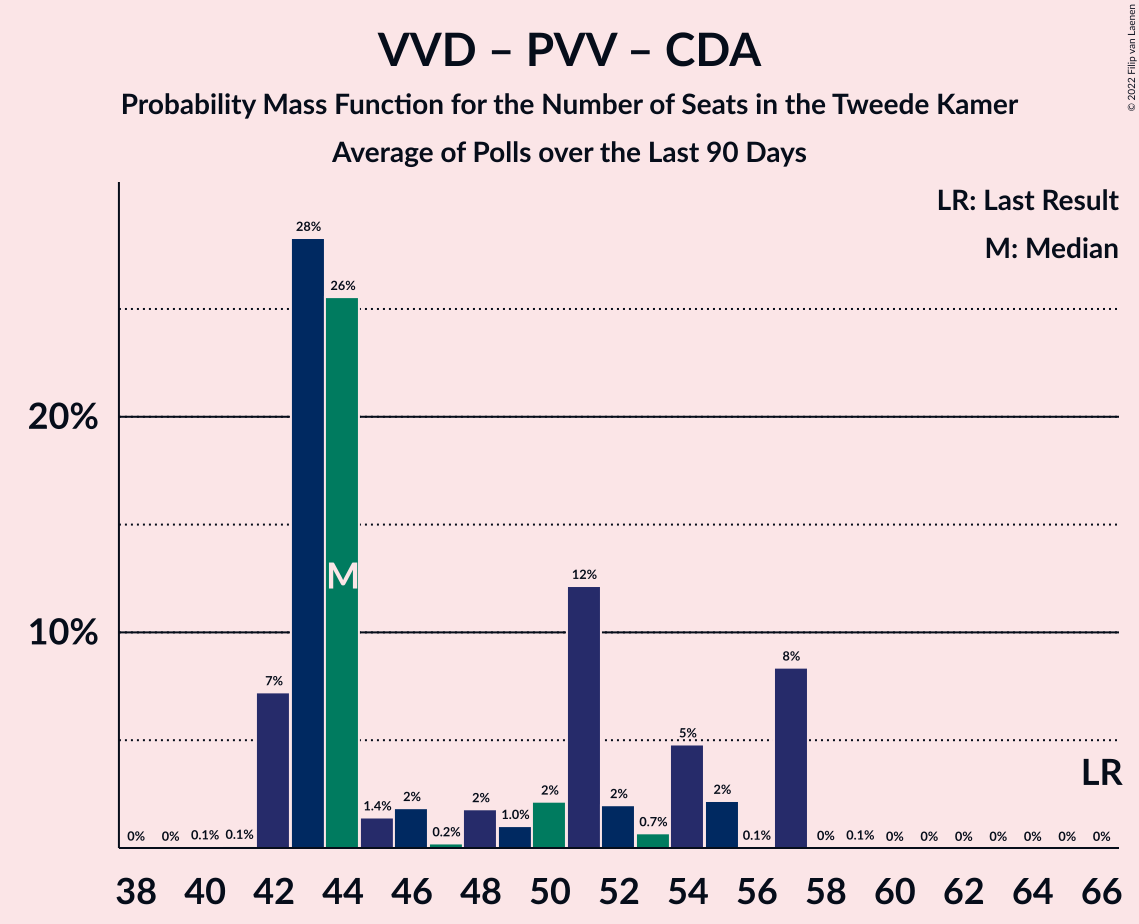 VVD – PVV – CDA
Probability Mass Function for the Number of Seats in the Tweede Kamer
Average of Polls over the Last 90 Days
© 2022 Filip van Laenen
LR: Last Result
M: Median
28%
26%
20%
M
12%
10%
8%
7%
5%
LR
0% 0% 0.1% 0.1% 1.4% 2% 0.2% 2% 1.0% 2% 2% 0.7% 2% 0.1% 0% 0.1% 0% 0% 0% 0% 0% 0% 0%
38 40 42 44 46 48 50 52 54 56 58 60 62 64 66